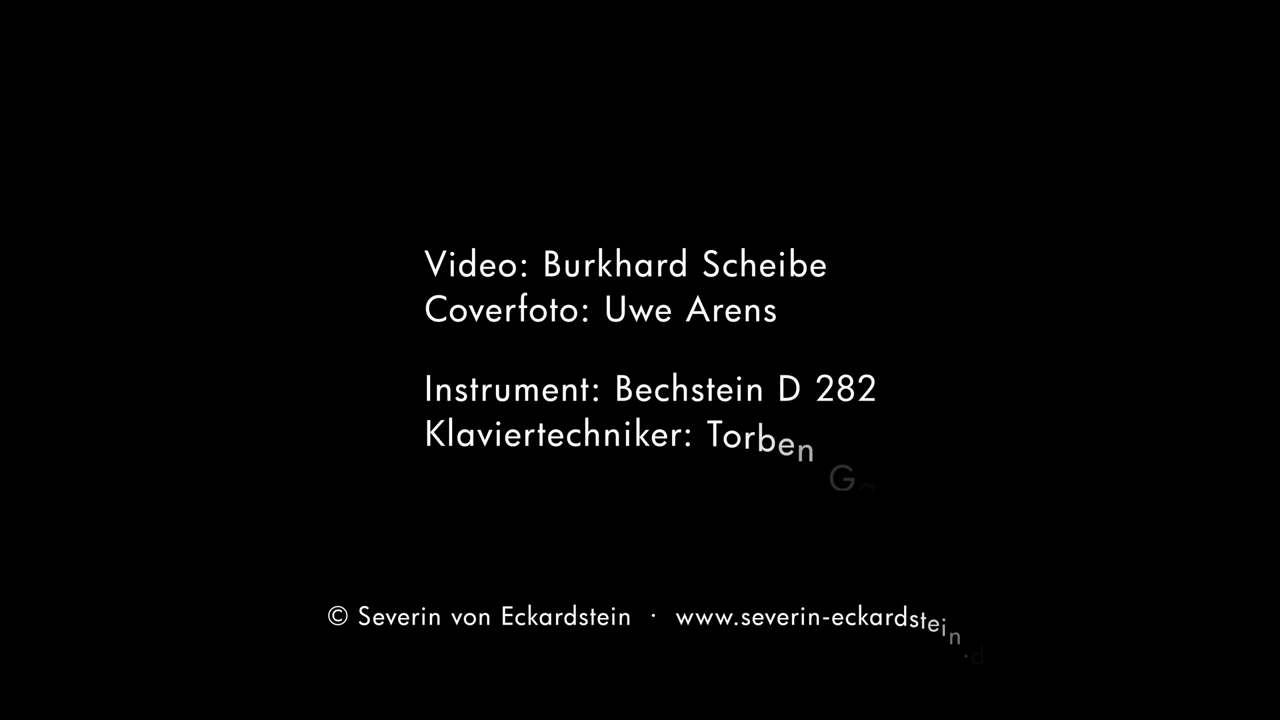 Video: Burkhard Scheibe
Coverfoto: Uwe Arens
Instrument: Bechstein D 282
Klaviertechniker: Torben
© Severin von Eckardstein · www.severin-eckardstein.d